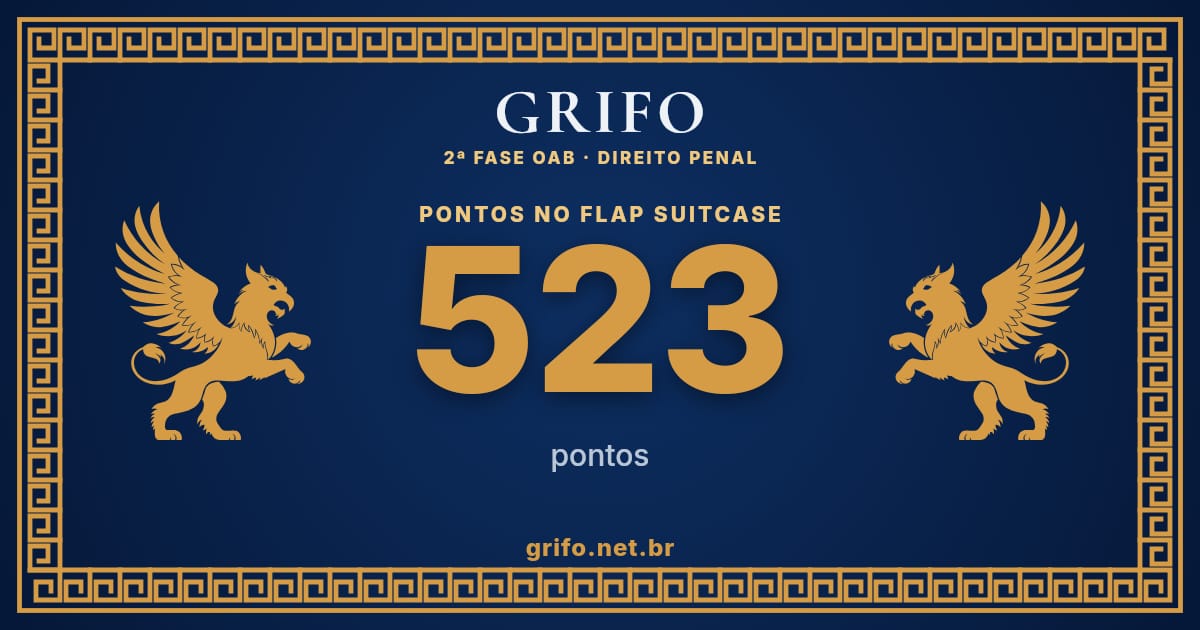 GRIFO
2ª FASE OAB · DIREITO PENAL
PONTOS NO FLAP SUITCASE
523
pontos
grifo.net.br